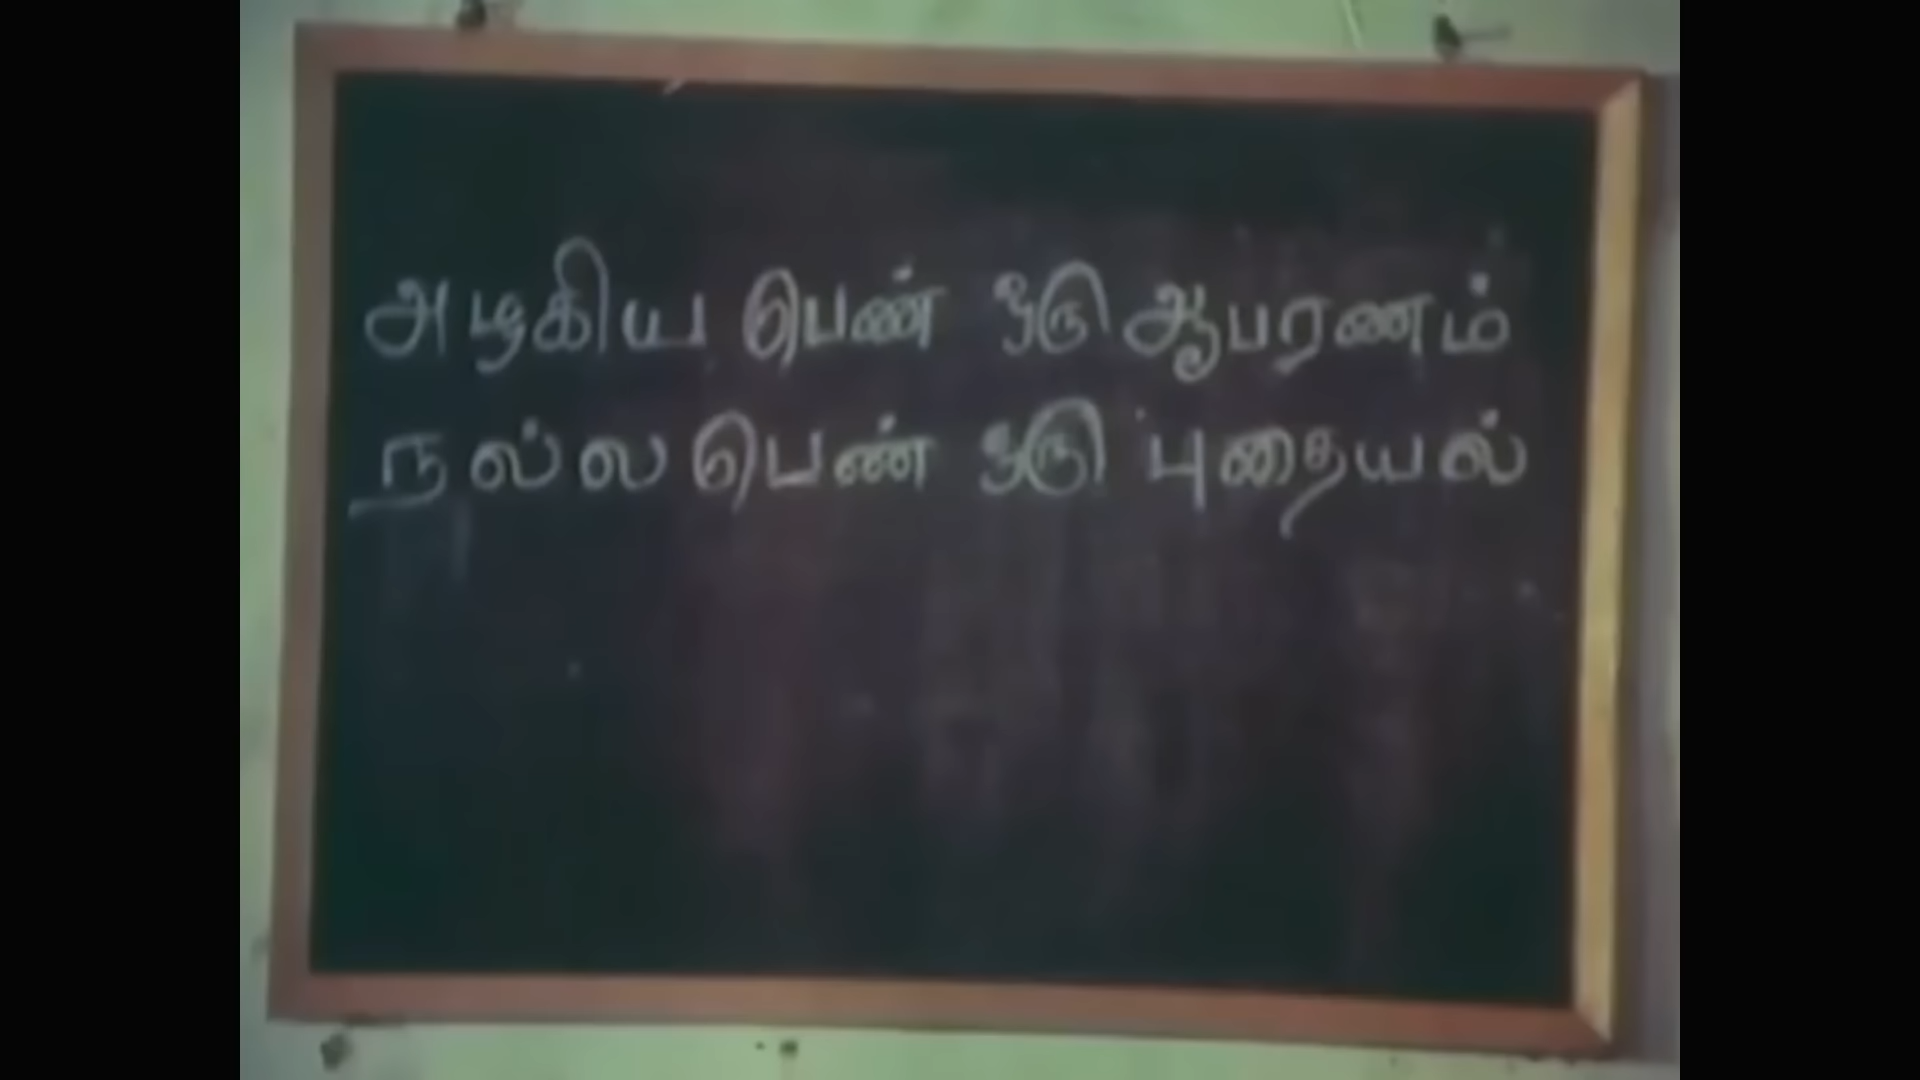 அழகிய பெண் ஒரு ஆபரணம்
நல்ல பெண் ஒரு புதையல்